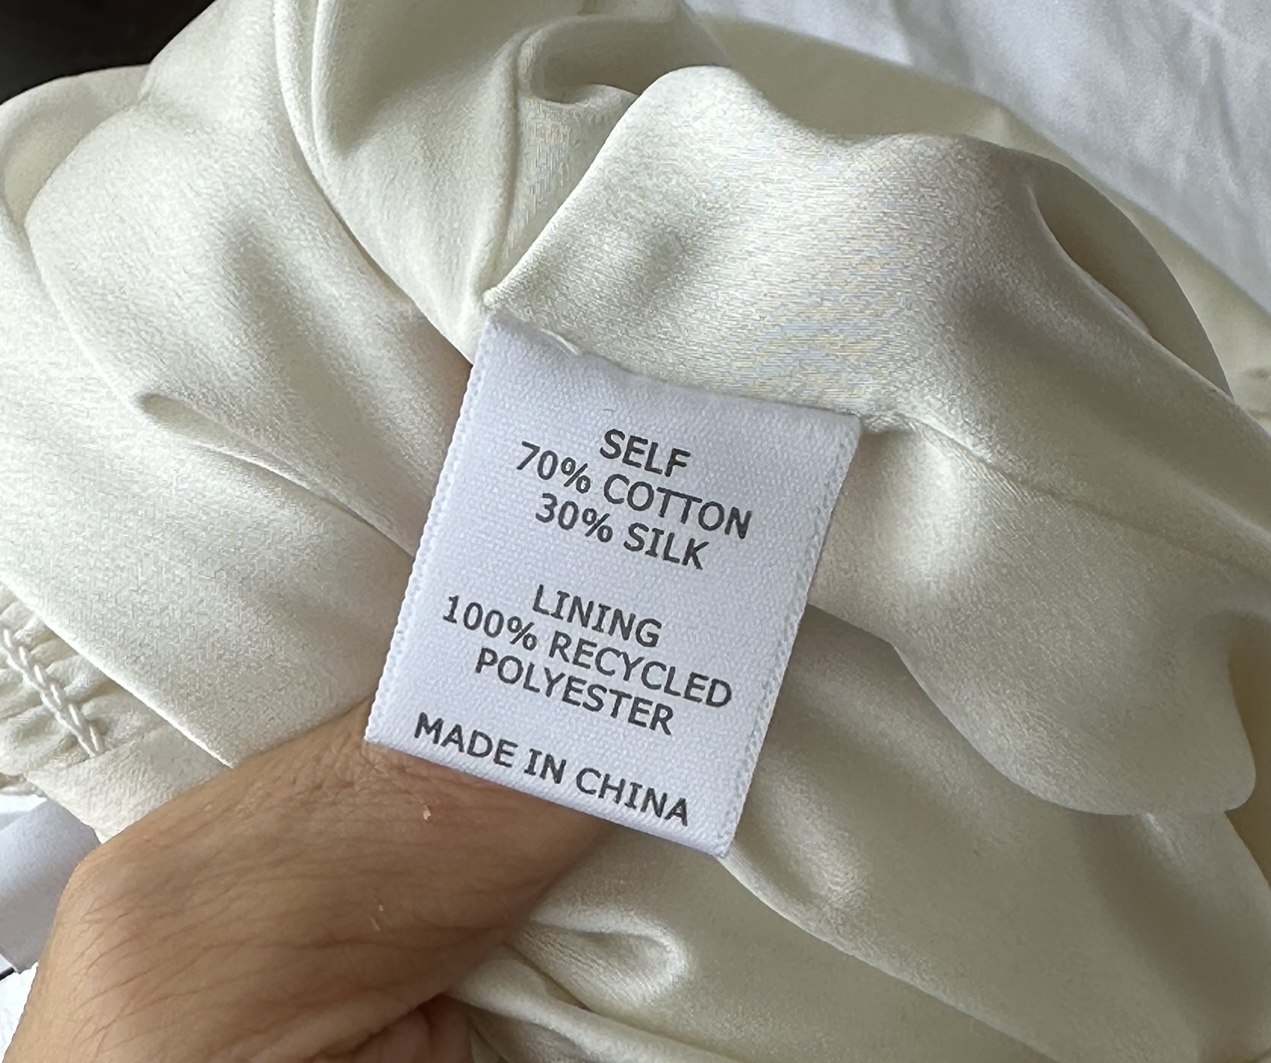 SELF
70% COTTON
30% SILK
LINING
100% RECYCLED
POLYESTER
MADE IN CHINA